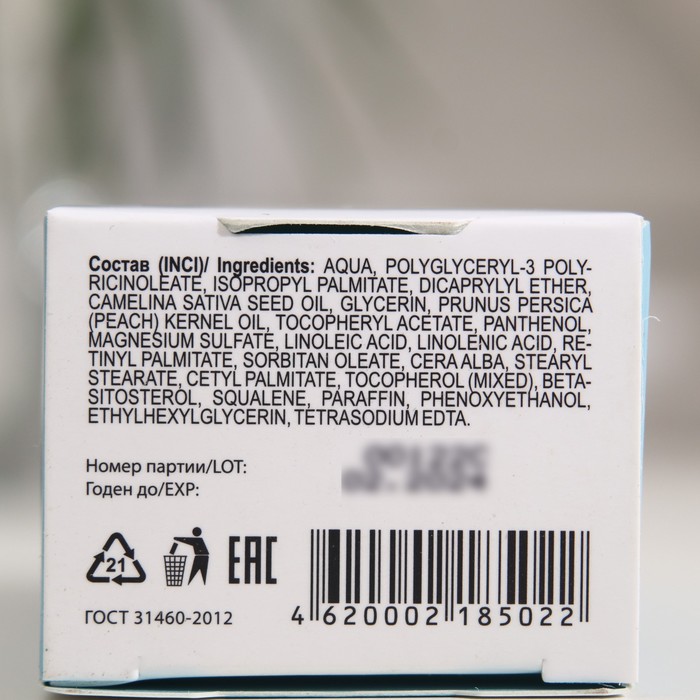 Состав (INCI)/ Ingredients: AQUA, POLYGLYCERYL-3 POLY-
RICINOLEATE, ISOPROPYL PALMITATE, DICAPRYLYL ETHER,
CAMELINA SATIVA SEED OIL, GLYCERIN, PRUNUS PERSICA
(PEACH) KERNEL OIL, TOCOPHERYL ACETATE, PANTHENOL,
MAGNESIUM SULFATE, LINOLEIC ACID, LINOLENIC ACID, RE-
TINYL PALMITATE, SORBITAN OLEATE, CERA ALBA, STEARYL
STEARATE, CETYL PALMITATE, TOCOPHEROL (MIXED), BETA-
SITOSTEROL, SQUALENE, PARAFFIN, PHENOXYETHANOL,
ETHYLHEXYLGLYCERIN, TETRASODIUM EDTA.
Номер партии/LOT:
Годен до/EXP:
21
EAC
ГОСТ 31460-2012
4 620002 185022